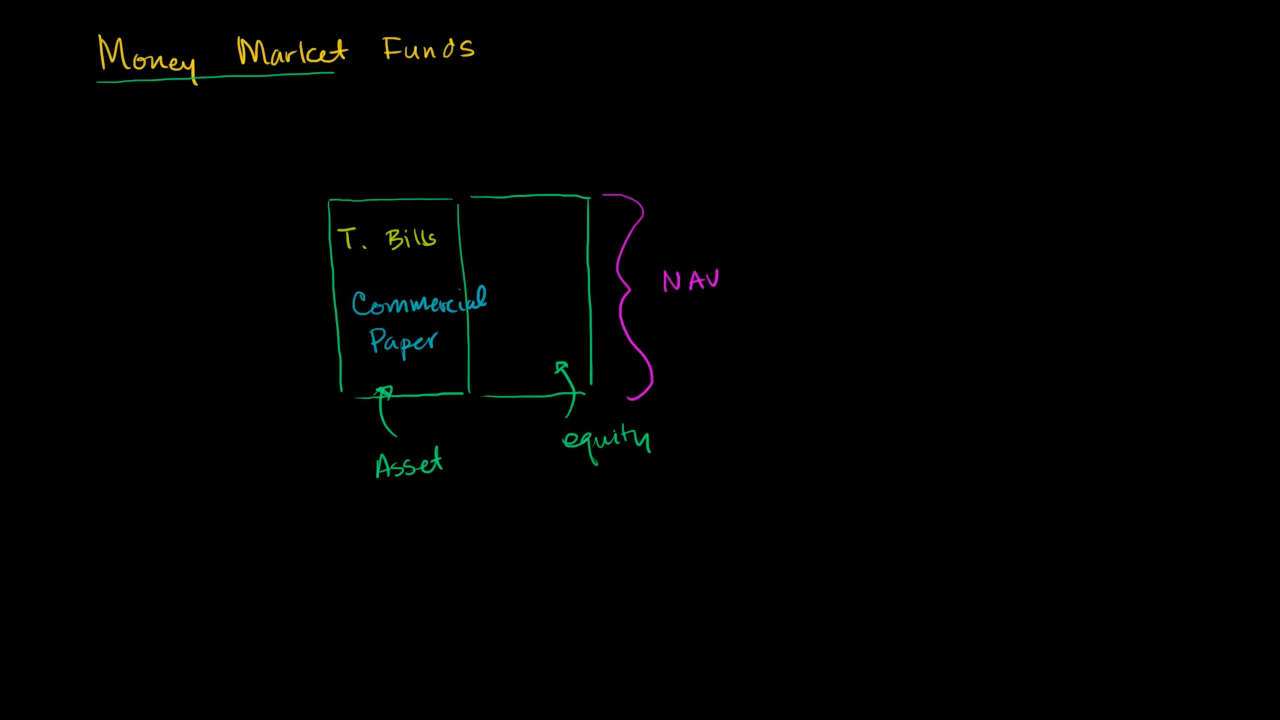 Money Market Funds
T. Bills
Commercial
Paper
NAV
Asset
equity